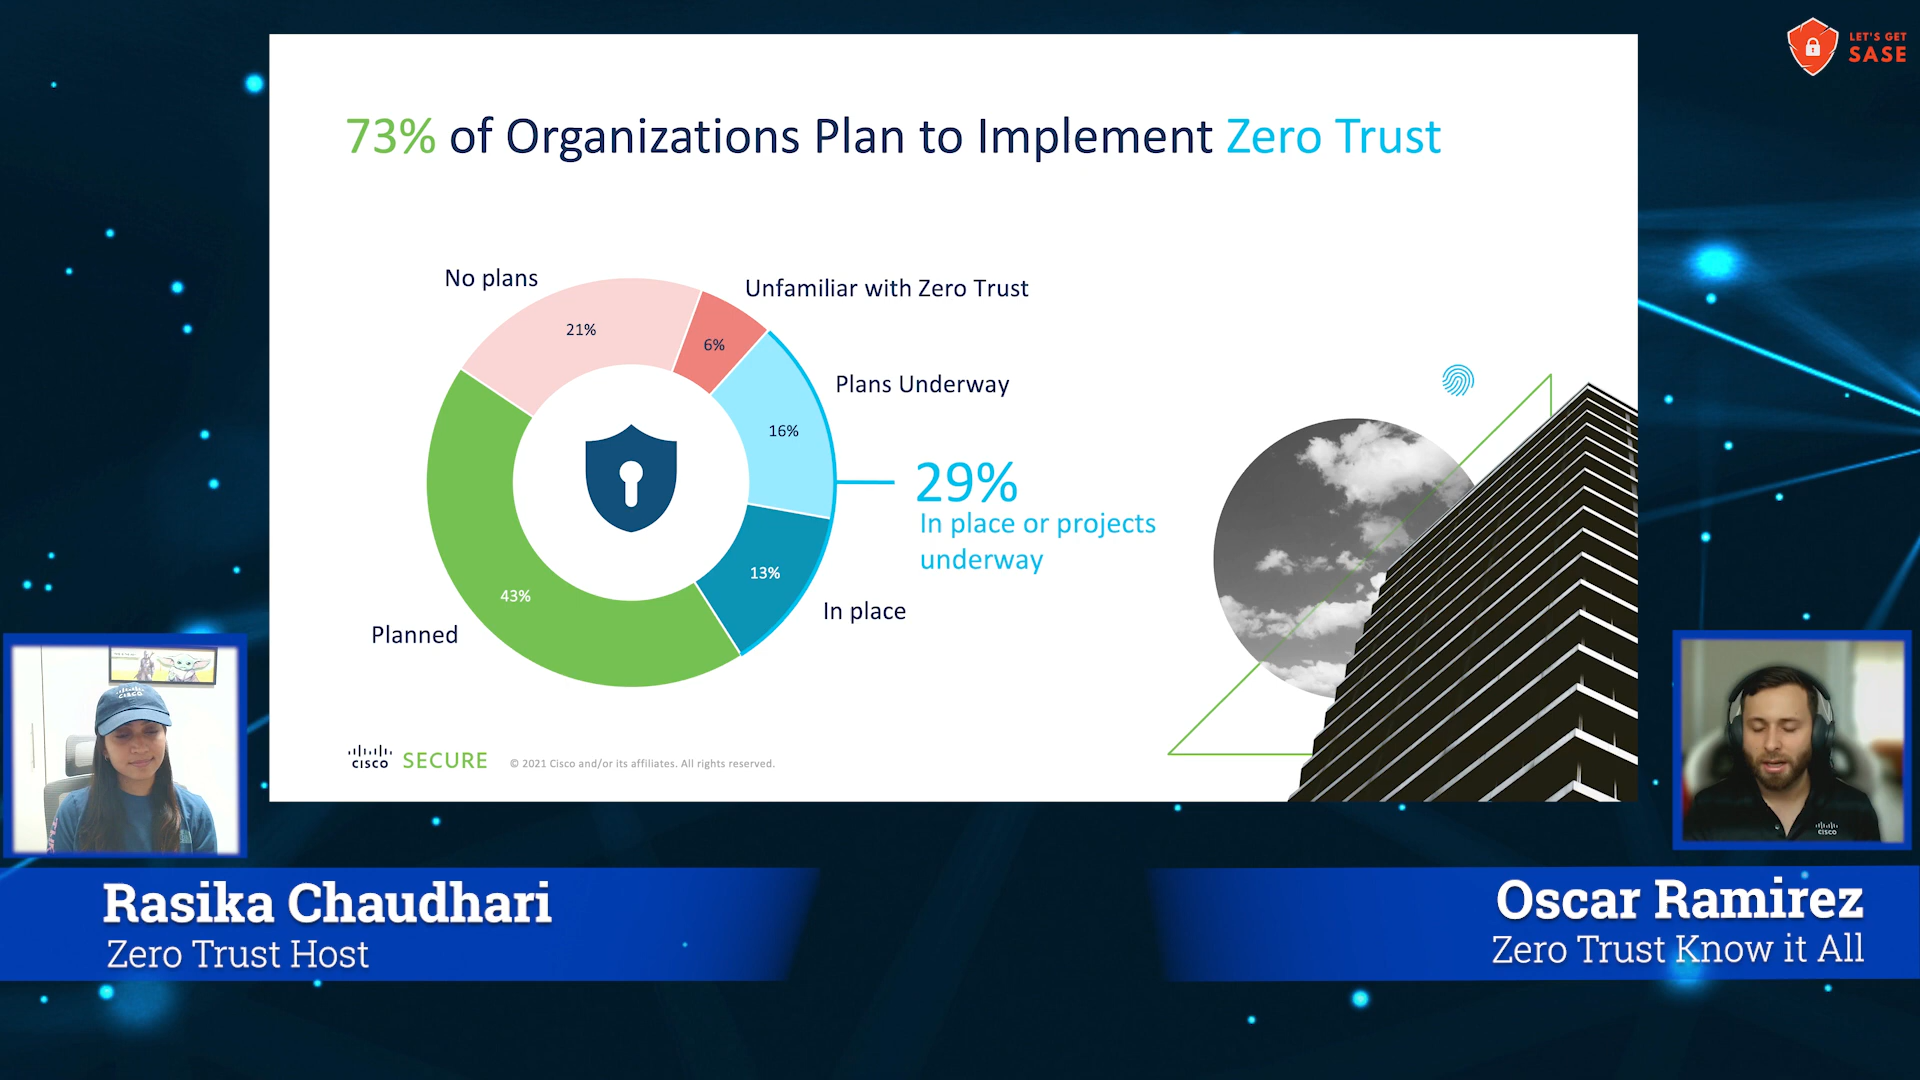 LET'S GET
SASE
73% of Organizations Plan to Implement Zero Trust
No plans
21%
Unfamiliar with Zero Trust
6%
Plans Underway
16%
29%
In place or projects
underway
13%
In place
43%
Planned
CISCO SECURE © 2021 Cisco and/or its affiliates. All rights reserved.
CISCO
CISCO
Rasika Chaudhari
Zero Trust Host
Oscar Ramirez
Zero Trust Know it All